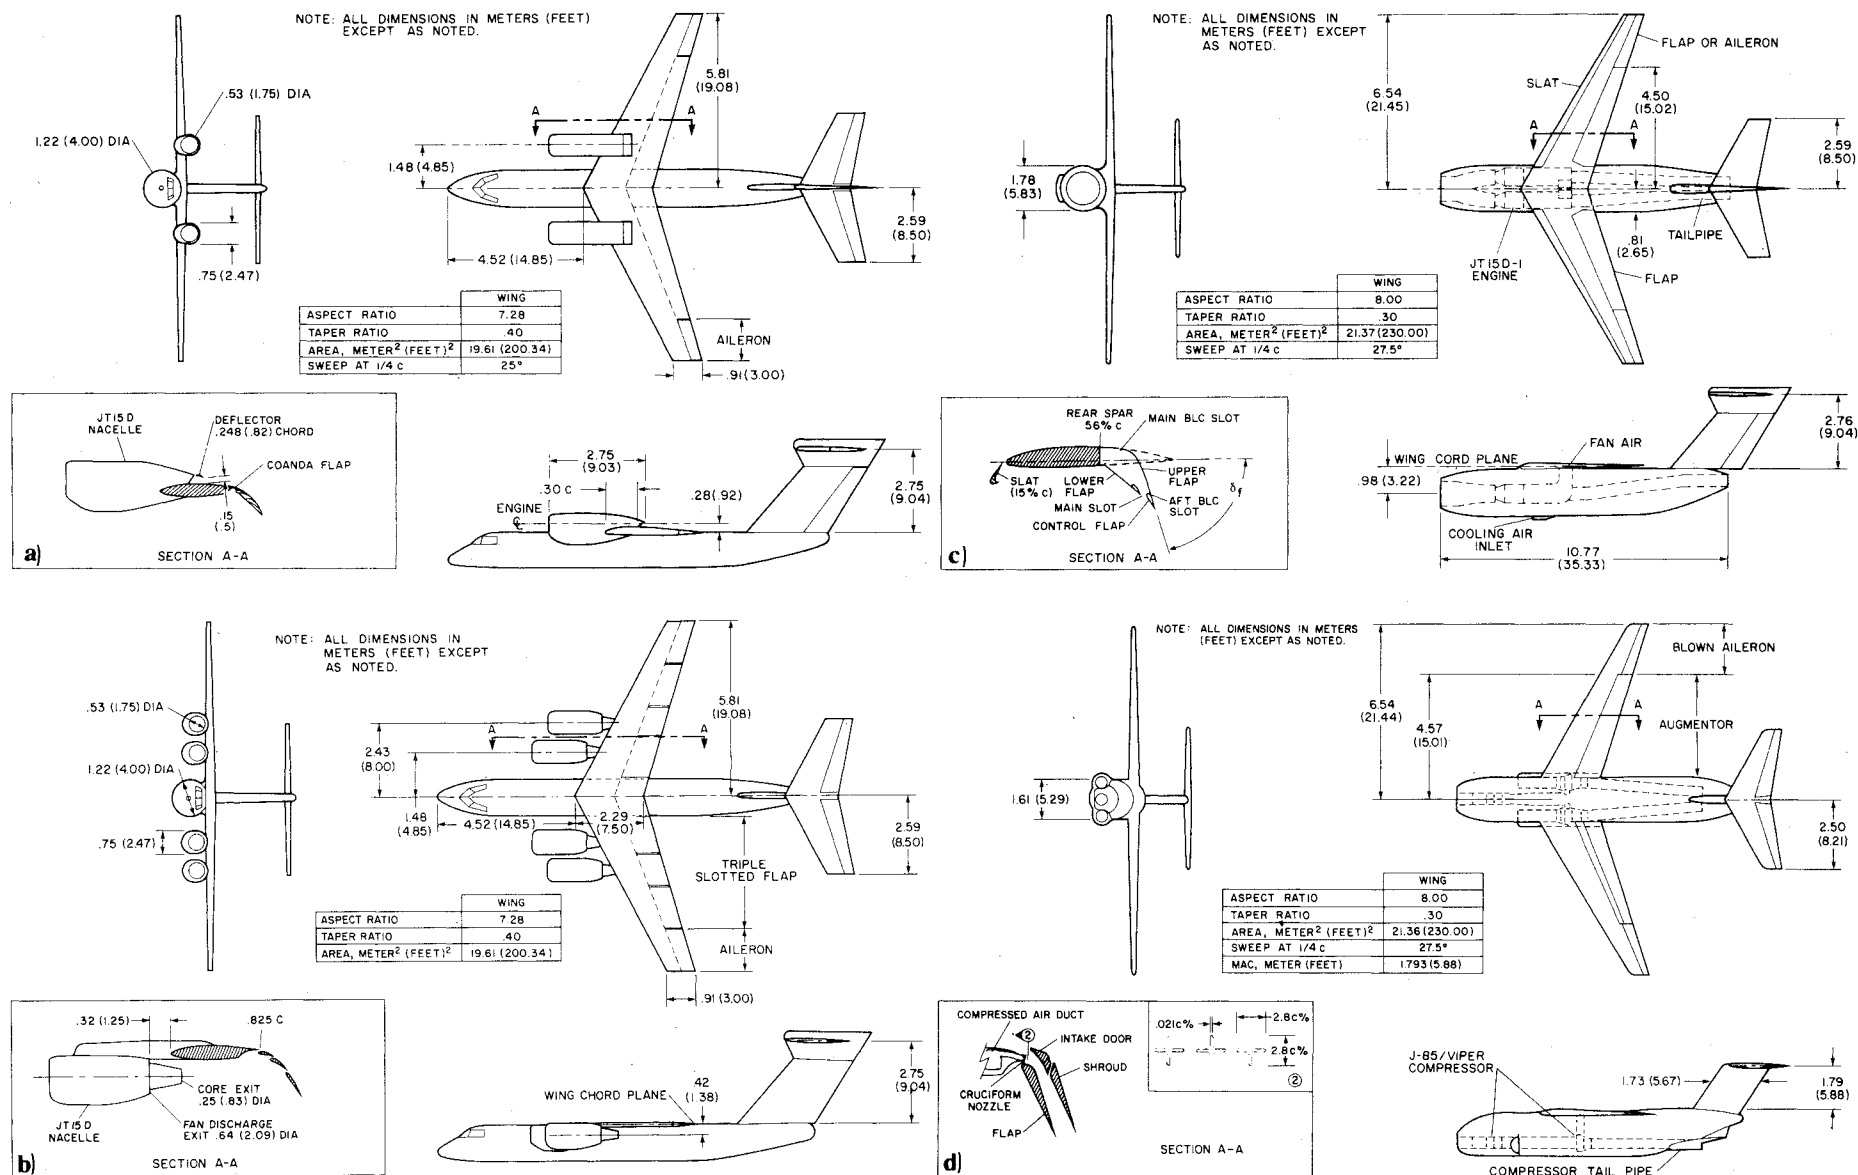 NOTE: ALL DIMENSIONS IN METERS (FEET)
EXCEPT AS NOTED.
.53 (1.75) DIA
1.22 (4.00) DIA
.75 (2.47)
5.81
(19.08)
A
A
1.48 (4.85)
4.52 (14.85)
2.59
(8.50)
AILERON
.91 (3.00)
WING
ASPECT RATIO 7.28
TAPER RATIO .40
AREA, METER² (FEET)² 19.61 (200.34)
SWEEP AT 1/4 c 25°
JT15D
NACELLE
DEFLECTOR
.248 (.82) CHORD
COANDA FLAP
.15
(.5)
SECTION A-A
a)
2.75
(9.03)
.30 C
ENGINE
℄
.28 (.92)
2.75
(9.04)
NOTE: ALL DIMENSIONS IN
METERS (FEET) EXCEPT
AS NOTED.
1.78
(5.83)
6.54
(21.45)
SLAT
FLAP OR AILERON
4.50
(15.02)
A
A
2.59
(8.50)
JT15D-1
ENGINE
.81
(2.65)
TAILPIPE
FLAP
WING
ASPECT RATIO 8.00
TAPER RATIO .30
AREA, METER² (FEET)² 21.37 (230.00)
SWEEP AT 1/4 c 27.5°
REAR SPAR
56% c
MAIN BLC SLOT
SLAT
(15% c)
LOWER
FLAP
UPPER
FLAP
MAIN SLOT
AFT BLC
SLOT
CONTROL FLAP
δf
SECTION A-A
c)
FAN AIR
WING CORD PLANE
.98 (3.22)
COOLING AIR
INLET
10.77
(35.33)
2.76
(9.04)
NOTE: ALL DIMENSIONS IN
METERS (FEET) EXCEPT
AS NOTED.
.53 (1.75) DIA
1.22 (4.00) DIA
.75 (2.47)
2.43
(8.00)
1.48
(4.85)
A
A
5.81
(19.08)
4.52 (14.85)
2.29
(7.50)
2.59
(8.50)
TRIPLE
SLOTTED FLAP
AILERON
.91 (3.00)
WING
ASPECT RATIO 7.28
TAPER RATIO .40
AREA, METER² (FEET)² 19.61 (200.34)
.32 (1.25)
.825 C
CORE EXIT
.25 (.83) DIA
JT15D
NACELLE
FAN DISCHARGE
EXIT .64 (2.09) DIA
SECTION A-A
b)
WING CHORD PLANE
.42
(1.38)
2.75
(9.04)
NOTE: ALL DIMENSIONS IN METERS
(FEET) EXCEPT AS NOTED.
1.61 (5.29)
6.54
(21.44)
4.57
(15.01)
A
A
BLOWN AILERON
AUGMENTOR
2.50
(8.21)
WING
ASPECT RATIO 8.00
TAPER RATIO .30
AREA, METER² (FEET)² 21.36 (230.00)
SWEEP AT 1/4 c 27.5°
MAC, METER (FEET) 1.793 (5.88)
COMPRESSED AIR DUCT
②
INTAKE DOOR
SHROUD
CRUCIFORM
NOZZLE
FLAP
.021c%
2.8c%
2.8c%
②
SECTION A-A
d)
J-85/VIPER
COMPRESSOR
1.73 (5.67)
1.79
(5.88)
COMPRESSOR TAIL PIPE